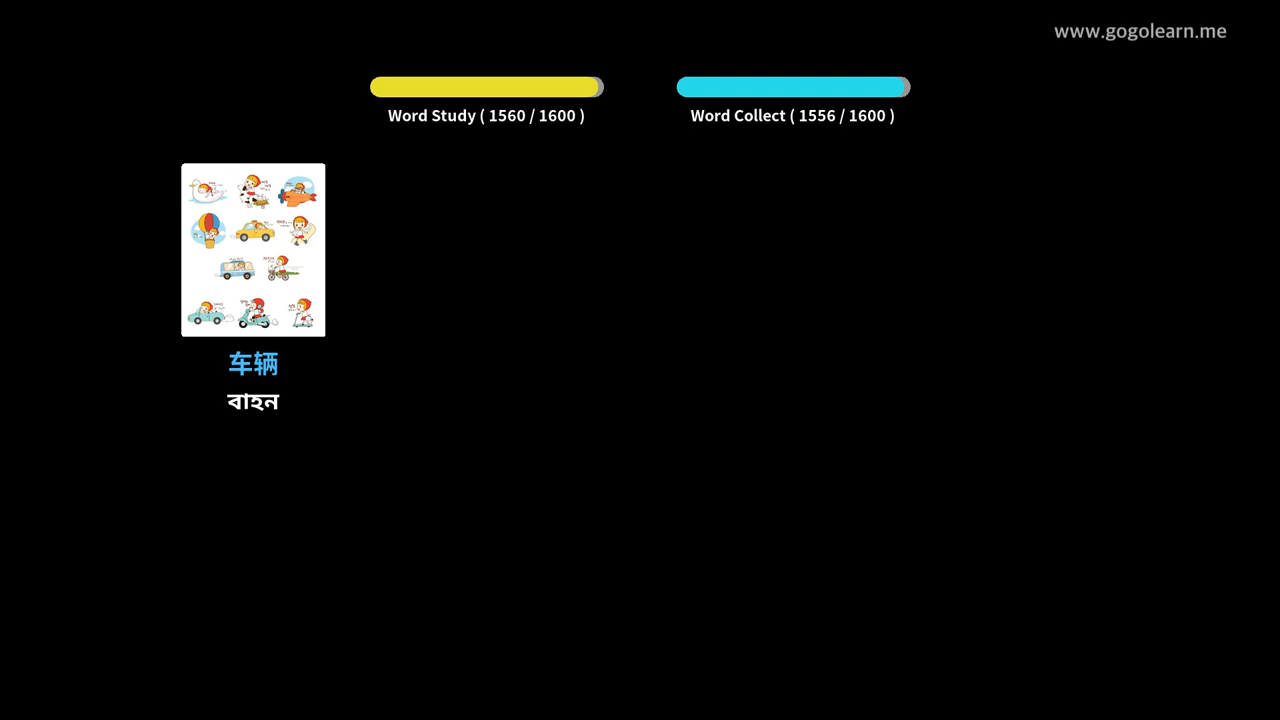 www.gogolearn.me
Word Study ( 1560 / 1600 )
Word Collect ( 1556 / 1600 )
车辆
বাহন